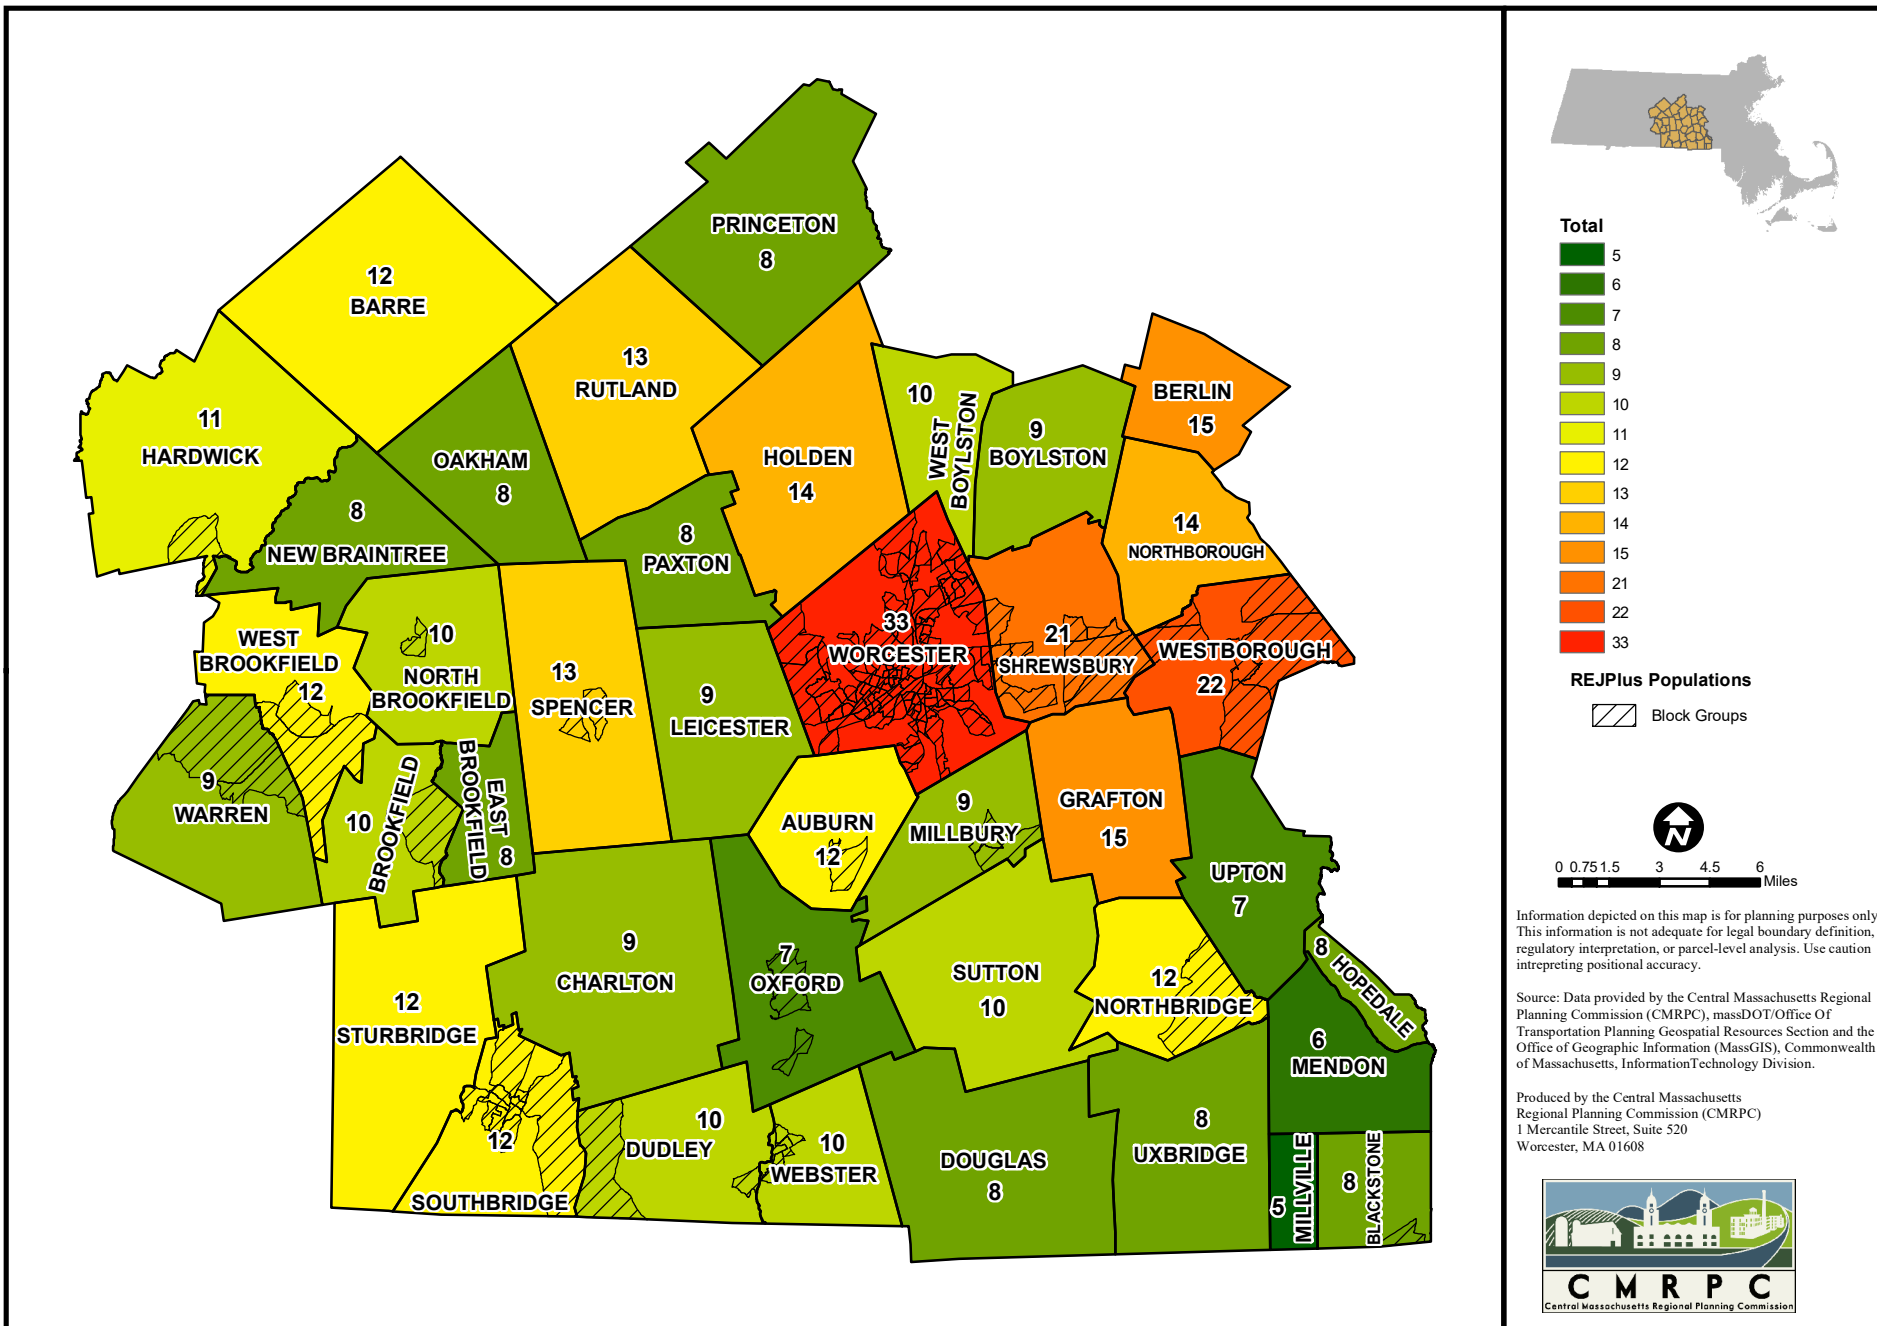 PRINCETON
8
12
BARRE
13
RUTLAND
11
HARDWICK
OAKHAM
8
HOLDEN
14
10
WEST
BOYLSTON
9
BOYLSTON
BERLIN
15
8
NEW BRAINTREE
8
PAXTON
14
NORTHBOROUGH
WEST
BROOKFIELD
12
10
NORTH
BROOKFIELD
13
SPENCER
9
LEICESTER
33
WORCESTER
21
SHREWSBURY
WESTBOROUGH
22
9
WARREN
10
BROOKFIELD
EAST
BROOKFIELD
8
AUBURN
12
9
MILLBURY
GRAFTON
15
UPTON
7
9
CHARLTON
7
OXFORD
SUTTON
10
12
NORTHBRIDGE
8
HOPEDALE
12
STURBRIDGE
6
MENDON
12
SOUTHBRIDGE
10
DUDLEY
10
WEBSTER
DOUGLAS
8
8
UXBRIDGE
5
MILLVILLE
8
BLACKSTONE
Total
5
6
7
8
9
10
11
12
13
14
15
21
22
33
REJPlus Populations
Block Groups
N
0 0.75 1.5 3 4.5 6
Miles
Information depicted on this map is for planning purposes only
This information is not adequate for legal boundary definition,
regulatory interpretation, or parcel-level analysis. Use caution
intrepreting positional accuracy.
Source: Data provided by the Central Massachusetts Regional
Planning Commission (CMRPC), massDOT/Office Of
Transportation Planning Geospatial Resources Section and the
Office of Geographic Information (MassGIS), Commonwealth
of Massachusetts, InformationTechnology Division.
Produced by the Central Massachusetts
Regional Planning Commission (CMRPC)
1 Mercantile Street, Suite 520
Worcester, MA 01608
CMRPC
Central Massachusetts Regional Planning Commission